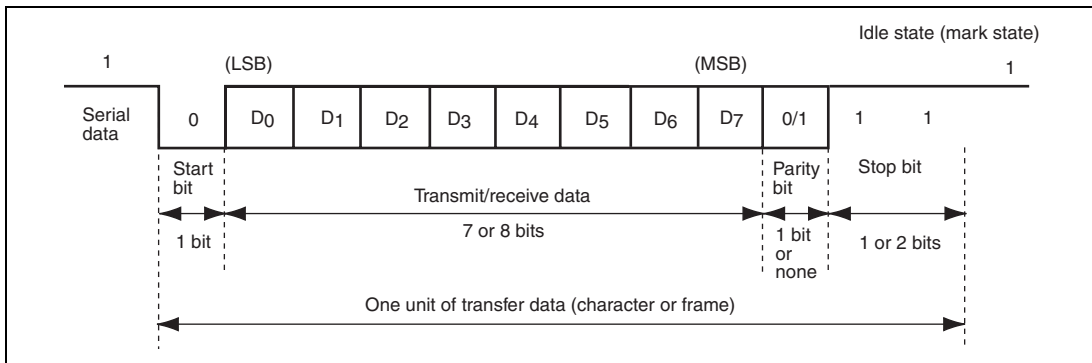 Idle state (mark state)
1 (LSB) (MSB) 1
Serial data
0 D0 D1 D2 D3 D4 D5 D6 D7 0/1 1 1
Start bit
Parity bit
Stop bit
Transmit/receive data
1 bit
7 or 8 bits
1 bit or none
1 or 2 bits
One unit of transfer data (character or frame)